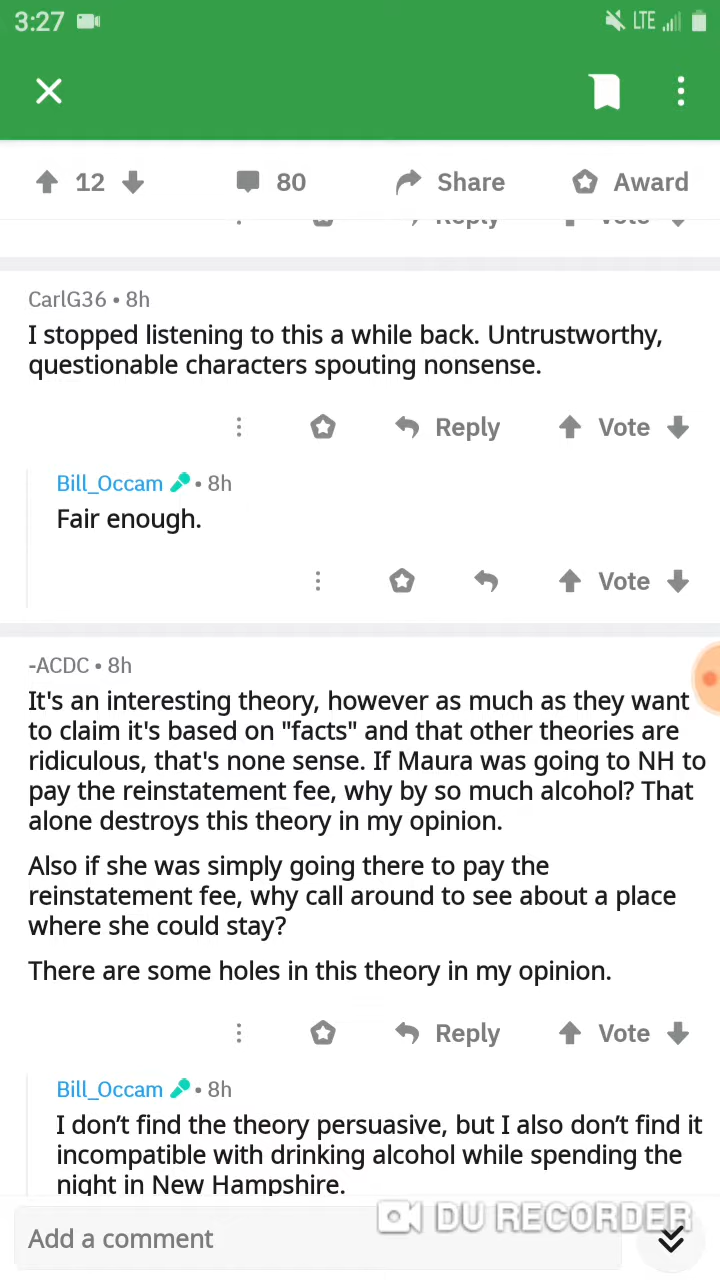 3:27 LTE
12 80 Share Award
Reply Vote
CarlG36 • 8h
I stopped listening to this a while back. Untrustworthy,
questionable characters spouting nonsense.
Reply Vote
Bill_Occam • 8h
Fair enough.
Vote
-ACDC • 8h
It's an interesting theory, however as much as they want
to claim it's based on "facts" and that other theories are
ridiculous, that's none sense. If Maura was going to NH to
pay the reinstatement fee, why by so much alcohol? That
alone destroys this theory in my opinion.
Also if she was simply going there to pay the
reinstatement fee, why call around to see about a place
where she could stay?
There are some holes in this theory in my opinion.
Reply Vote
Bill_Occam • 8h
I don’t find the theory persuasive, but I also don’t find it
incompatible with drinking alcohol while spending the
night in New Hampshire.
DU RECORDER
Add a comment